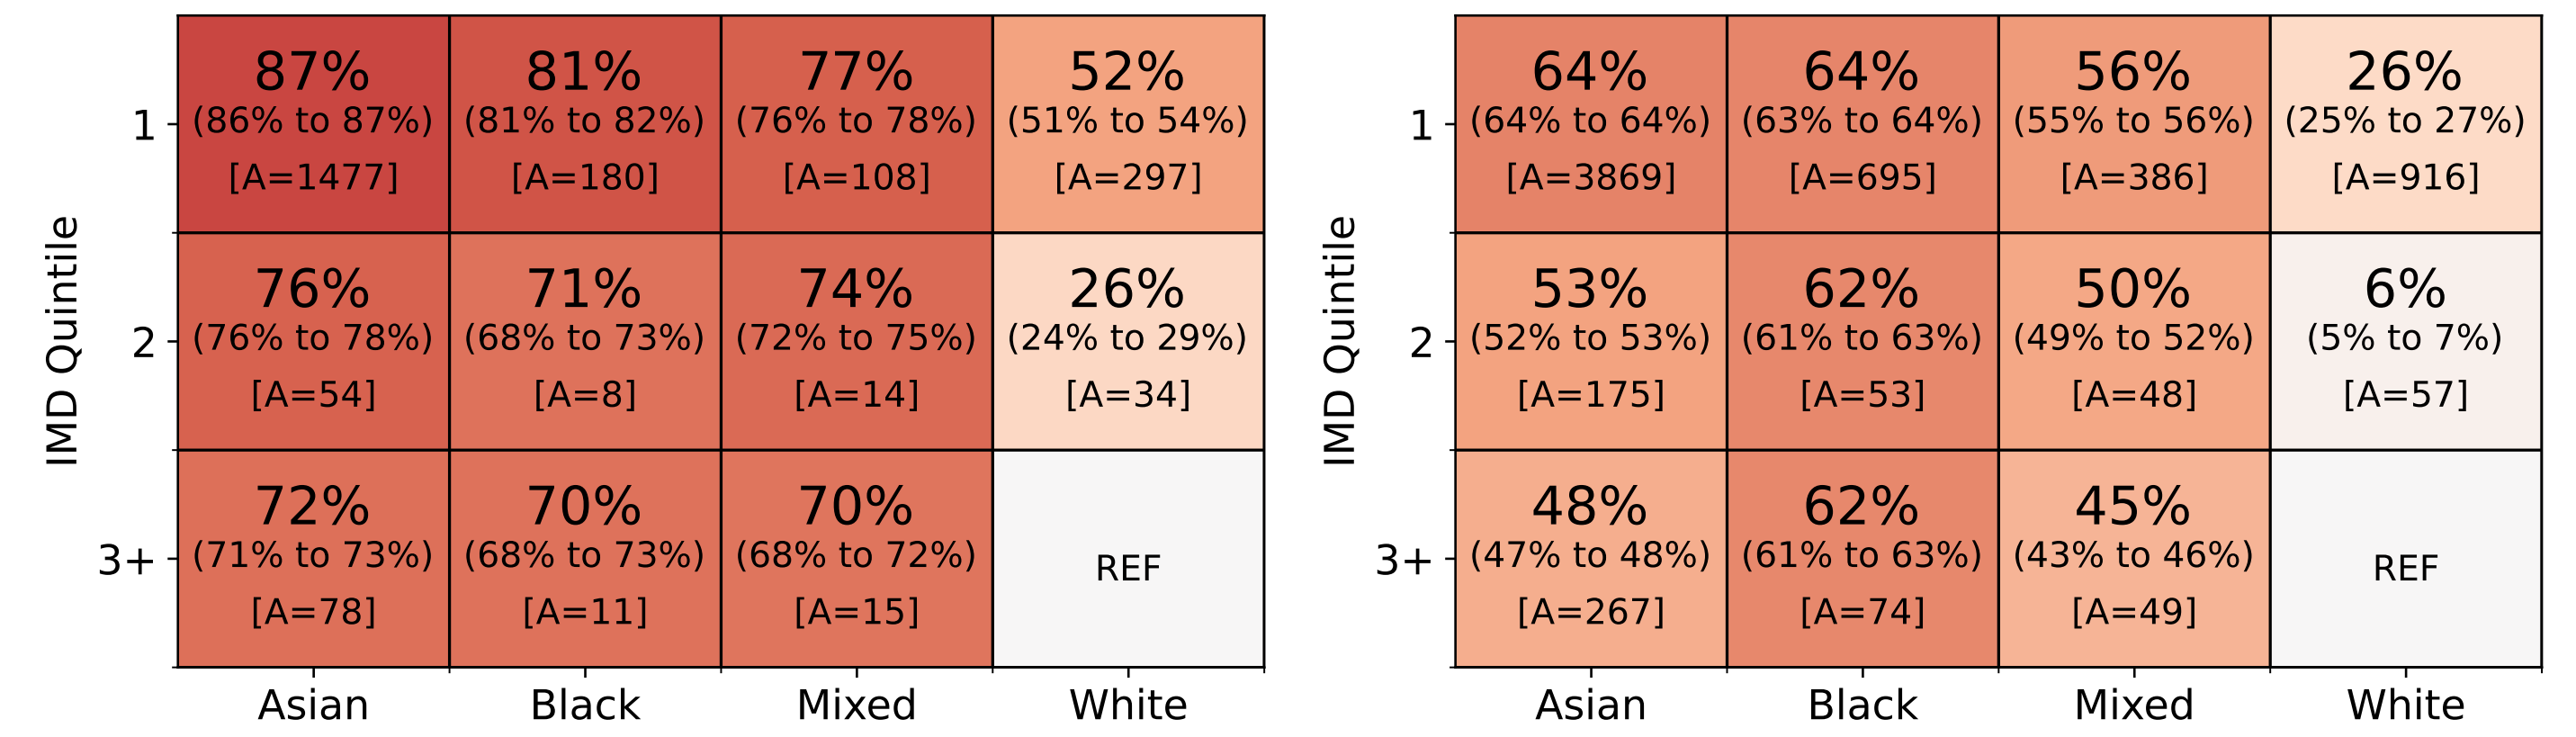 87% 81% 77% 52%
(86% to 87%) (81% to 82%) (76% to 78%) (51% to 54%)
1
[A=1477] [A=180] [A=108] [A=297]
76% 71% 74% 26%
(76% to 78%) (68% to 73%) (72% to 75%) (24% to 29%)
2
[A=54] [A=8] [A=14] [A=34]
72% 70% 70%
(71% to 73%) (68% to 73%) (68% to 72%)
3+
REF
[A=78] [A=11] [A=15]
IMD Quintile
Asian Black Mixed White
64% 64% 56% 26%
(64% to 64%) (63% to 64%) (55% to 56%) (25% to 27%)
1
[A=3869] [A=695] [A=386] [A=916]
53% 62% 50% 6%
(52% to 53%) (61% to 63%) (49% to 52%) (5% to 7%)
2
[A=175] [A=53] [A=48] [A=57]
48% 62% 45%
(47% to 48%) (61% to 63%) (43% to 46%)
3+
REF
[A=267] [A=74] [A=49]
IMD Quintile
Asian Black Mixed White